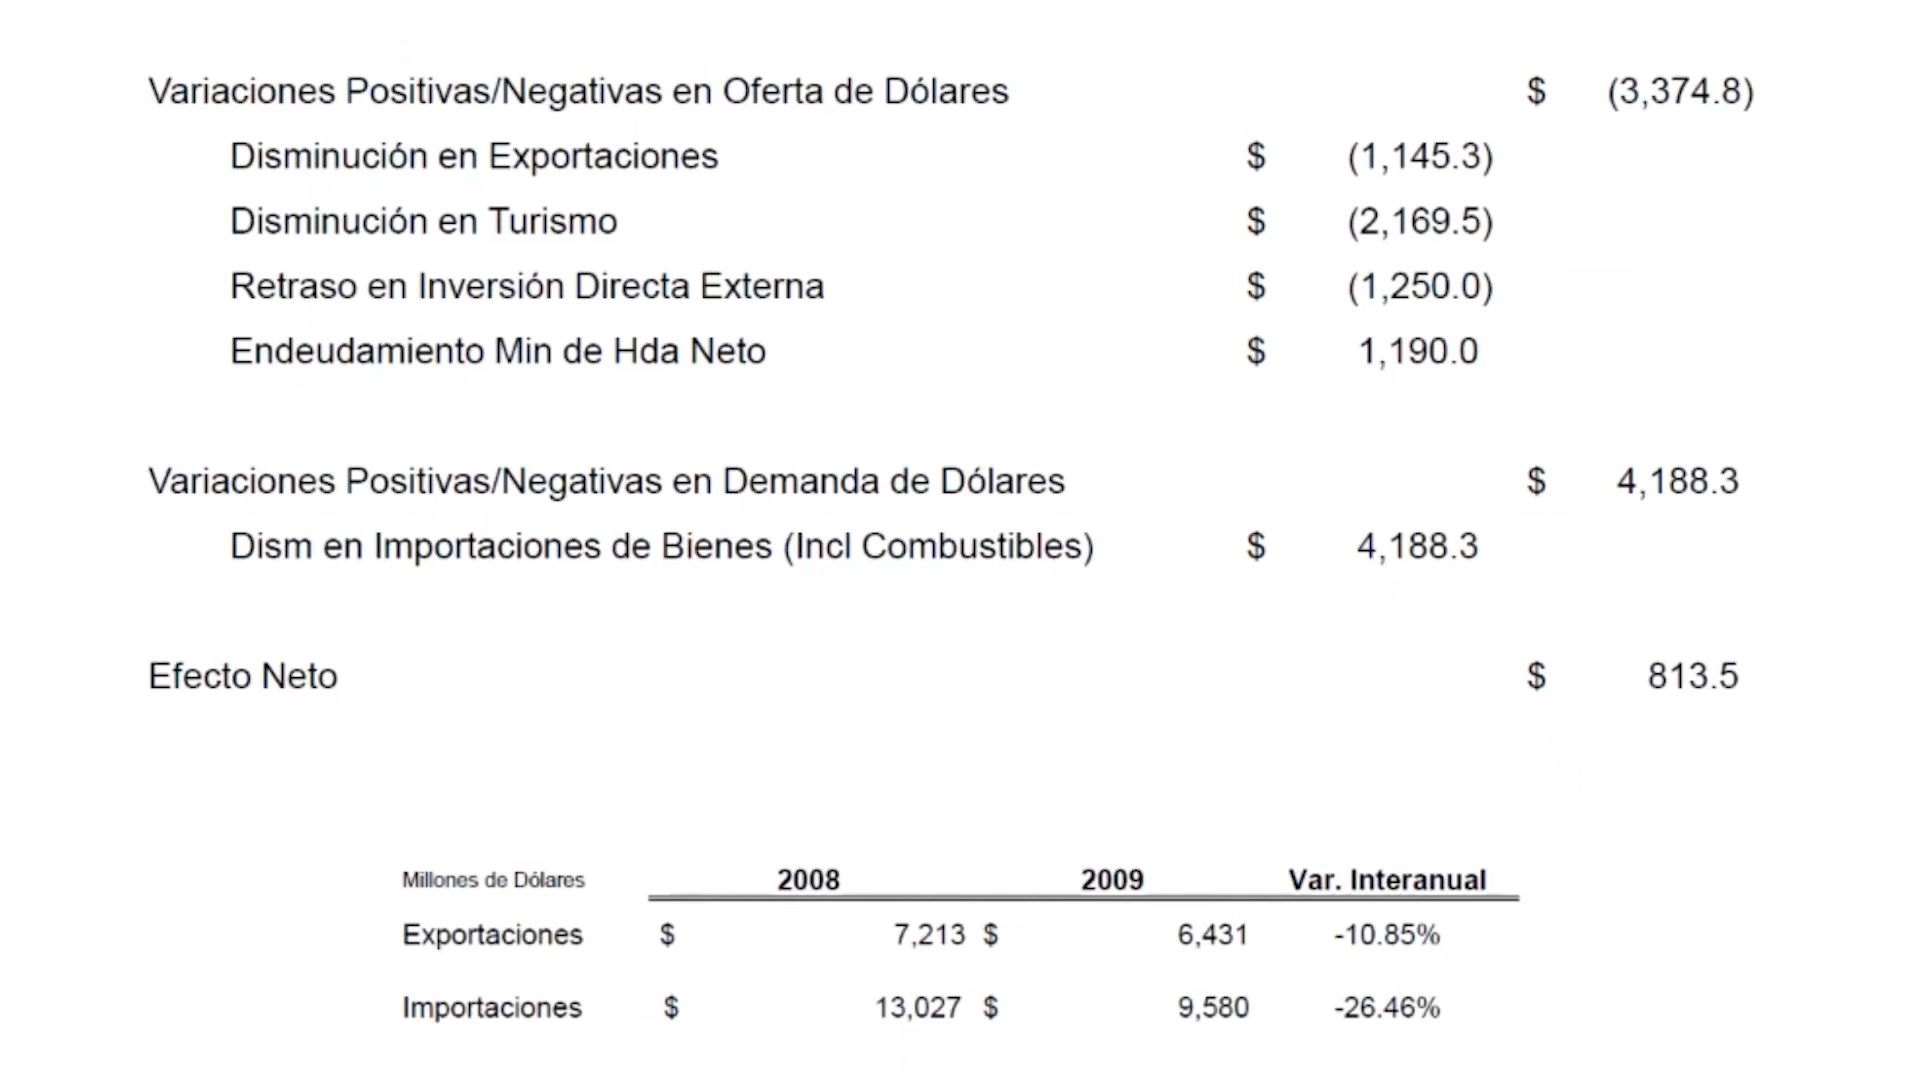 Variaciones Positivas/Negativas en Oferta de Dólares $ (3,374.8)
Disminución en Exportaciones $ (1,145.3)
Disminución en Turismo $ (2,169.5)
Retraso en Inversión Directa Externa $ (1,250.0)
Endeudamiento Min de Hda Neto $ 1,190.0
Variaciones Positivas/Negativas en Demanda de Dólares $ 4,188.3
Dism en Importaciones de Bienes (Incl Combustibles) $ 4,188.3
Efecto Neto $ 813.5
Millones de Dólares 2008 2009 Var. Interanual
Exportaciones $ 7,213 $ 6,431 -10.85%
Importaciones $ 13,027 $ 9,580 -26.46%